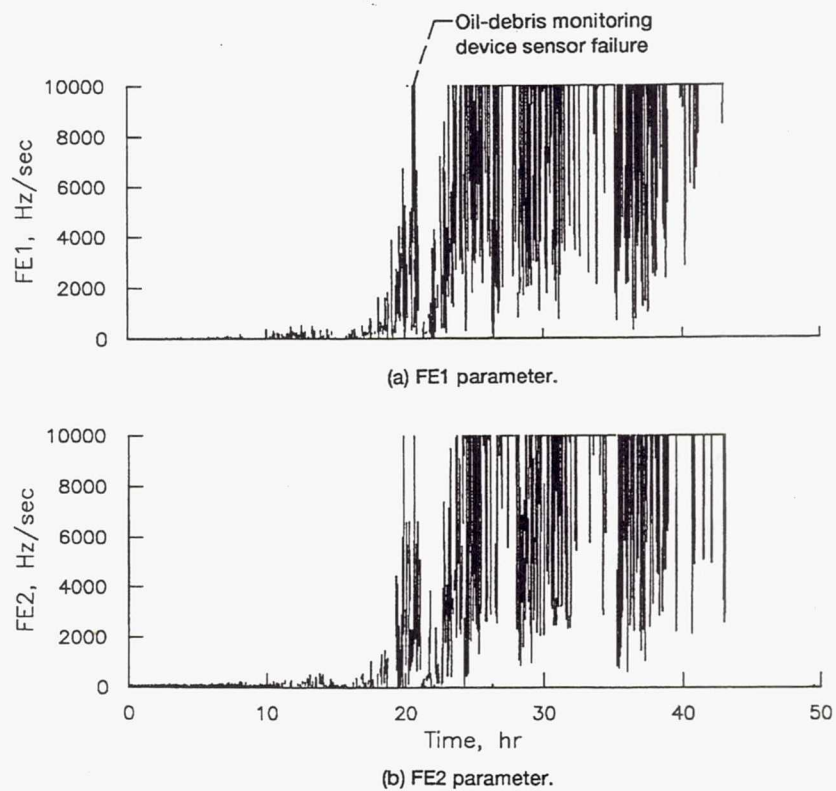 Oil-debris monitoring
device sensor failure
10000
8000
6000
4000
2000
0
FE1, Hz/sec
(a) FE1 parameter.
10000
8000
6000
4000
2000
0
FE2, Hz/sec
0 10 20 30 40 50
Time, hr
(b) FE2 parameter.